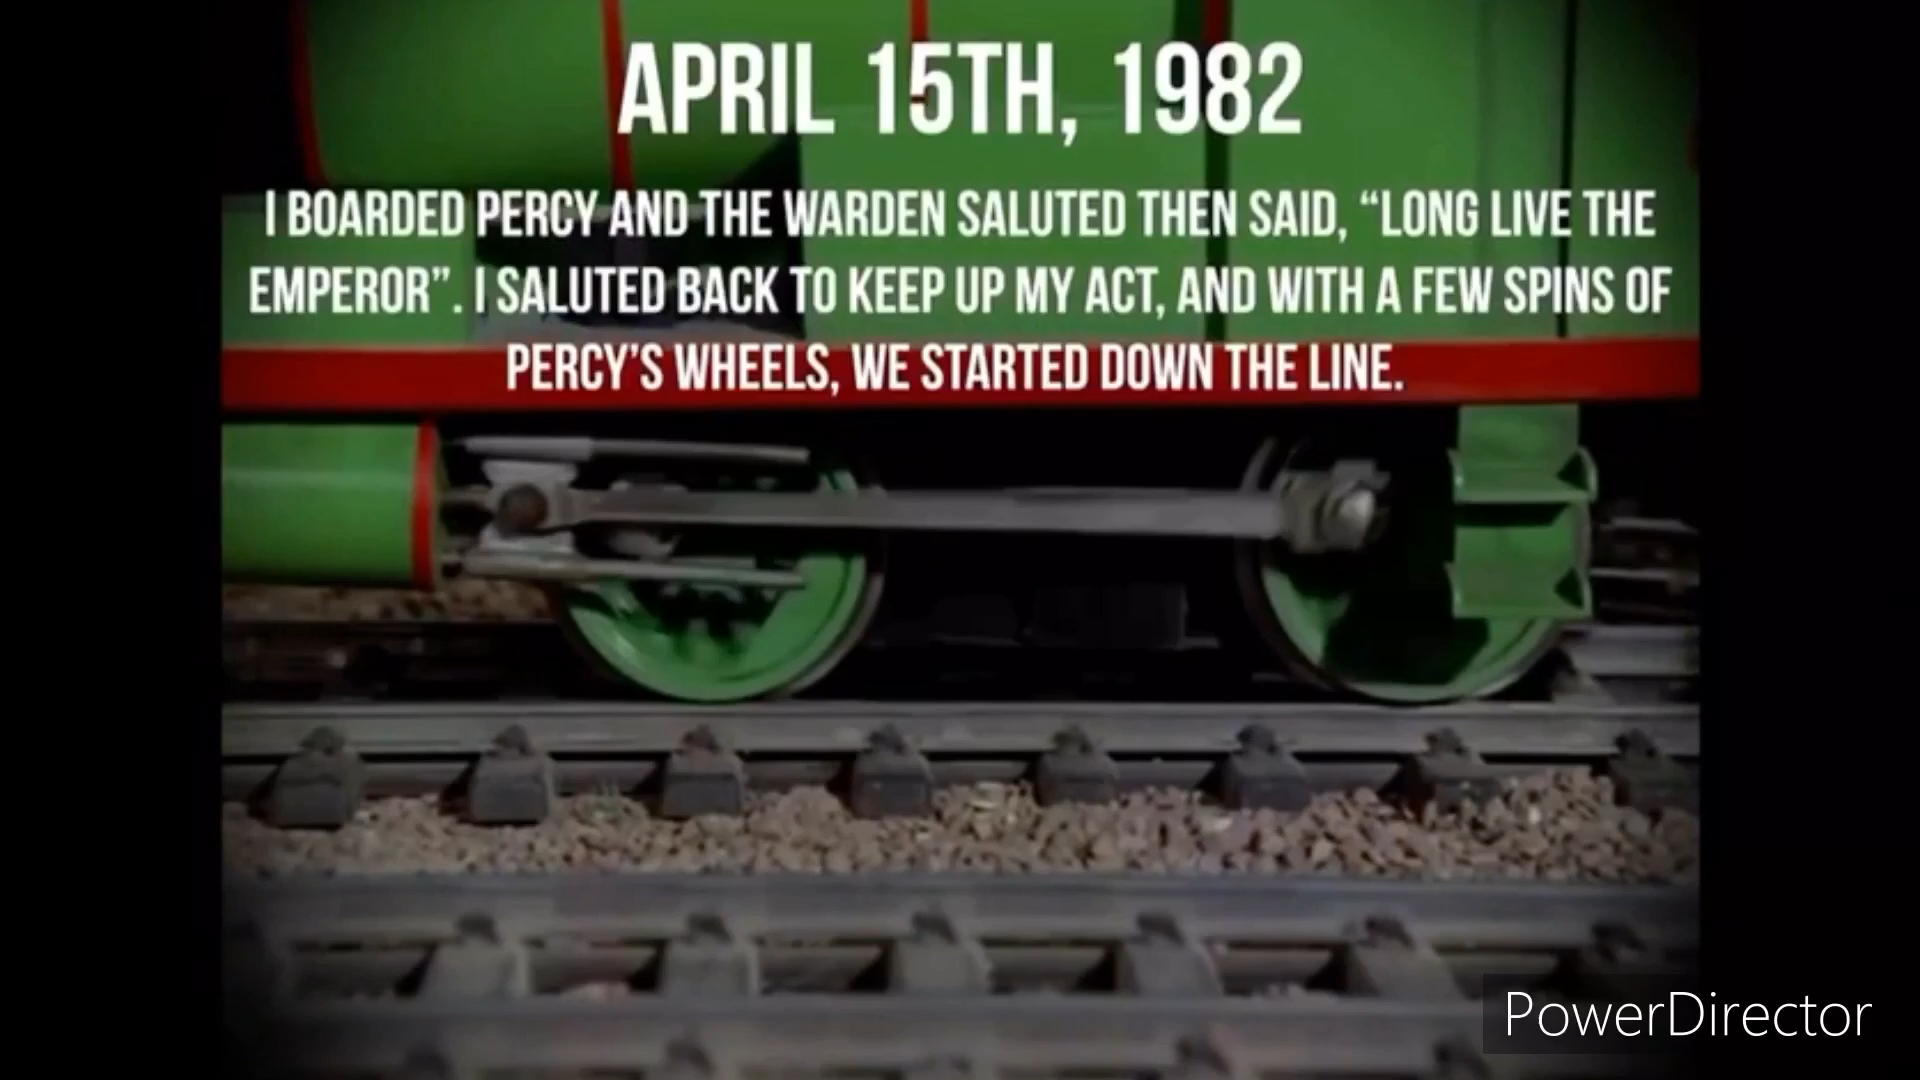 APRIL 15TH, 1982
I BOARDED PERCY AND THE WARDEN SALUTED THEN SAID, “LONG LIVE THE
EMPEROR”. I SALUTED BACK TO KEEP UP MY ACT, AND WITH A FEW SPINS OF
PERCY’S WHEELS, WE STARTED DOWN THE LINE.
PowerDirector